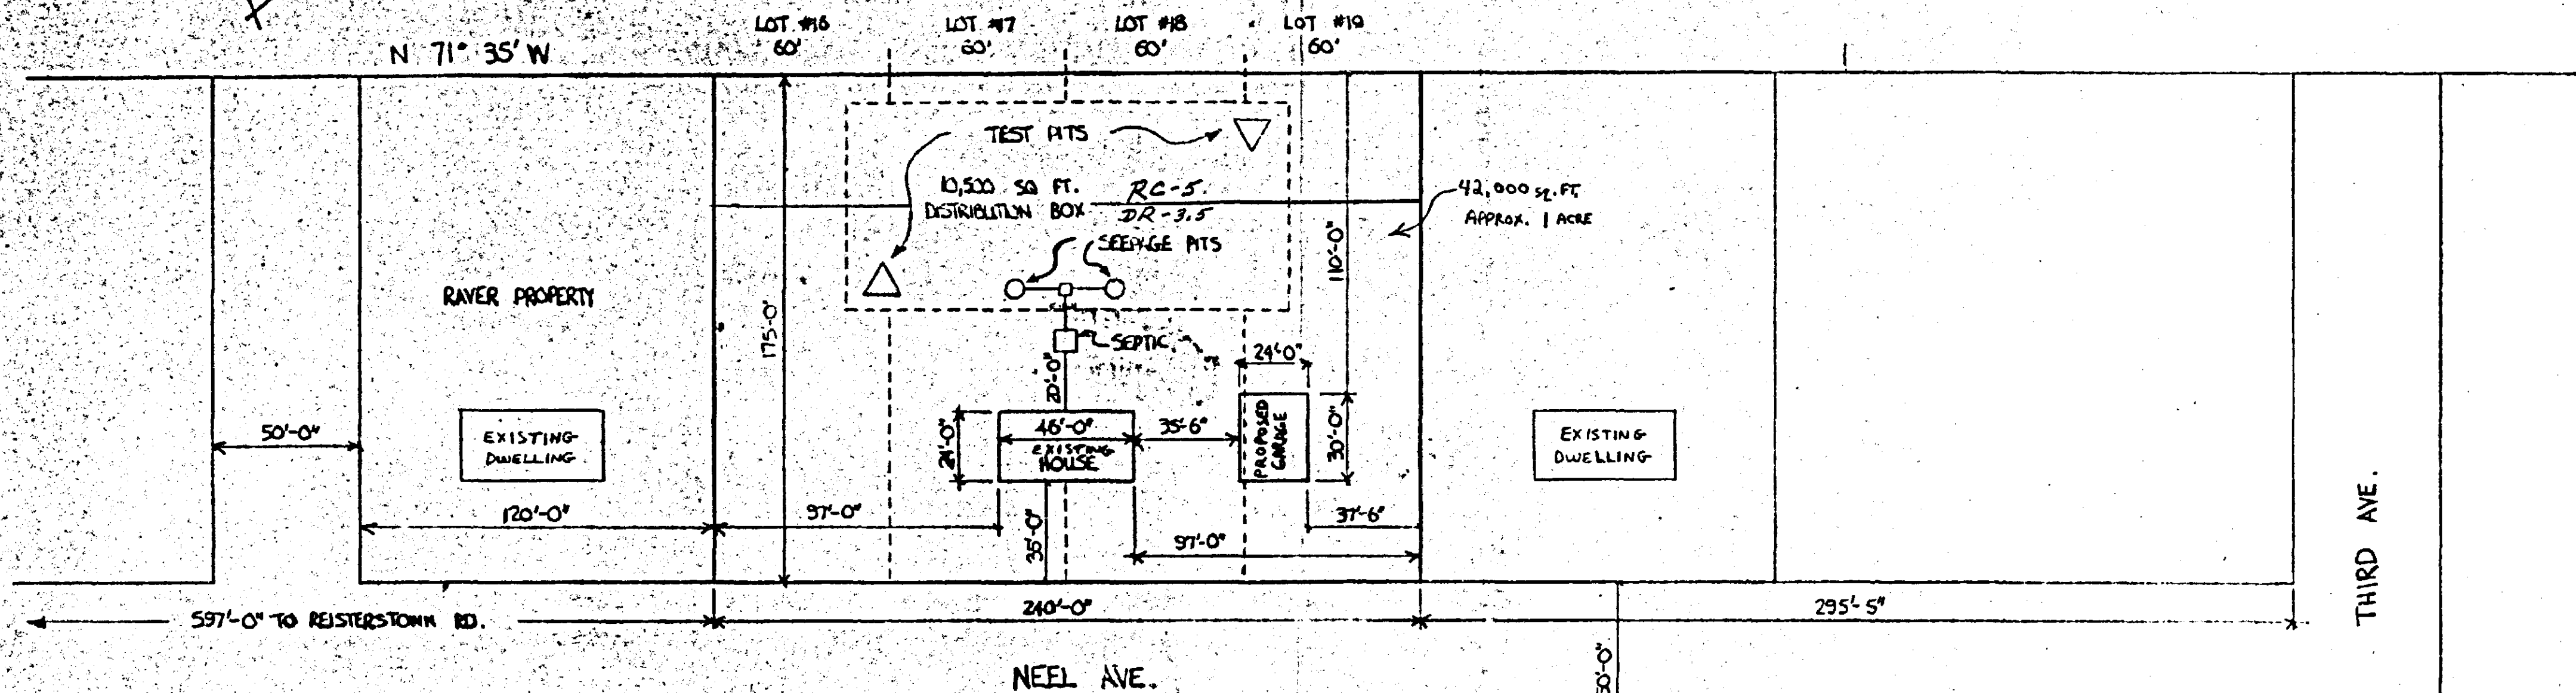 LOT #16
60'
LOT #17
60'
LOT #18
60'
LOT #19
60'
N 71° 35' W
TEST PITS
10,500 SQ FT.
DISTRIBUTION BOX
RC-5.
DR-3.5
42,000 SQ. FT.
APPROX. 1 ACRE
SEEPAGE PITS
RAVER PROPERTY
175'-0"
110'-0"
SEPTIC
20'-0"
24'-0"
50'-0"
EXISTING
DWELLING
24'-0"
46'-0"
EXISTING
HOUSE
35'-6"
PROPOSED
GARAGE
30'-0"
EXISTING
DWELLING
120'-0"
97'-0"
35'-0"
97'-0"
37'-6"
THIRD AVE.
597'-0" TO REISTERSTOWN RD.
240'-0"
295'-5"
NEEL AVE.